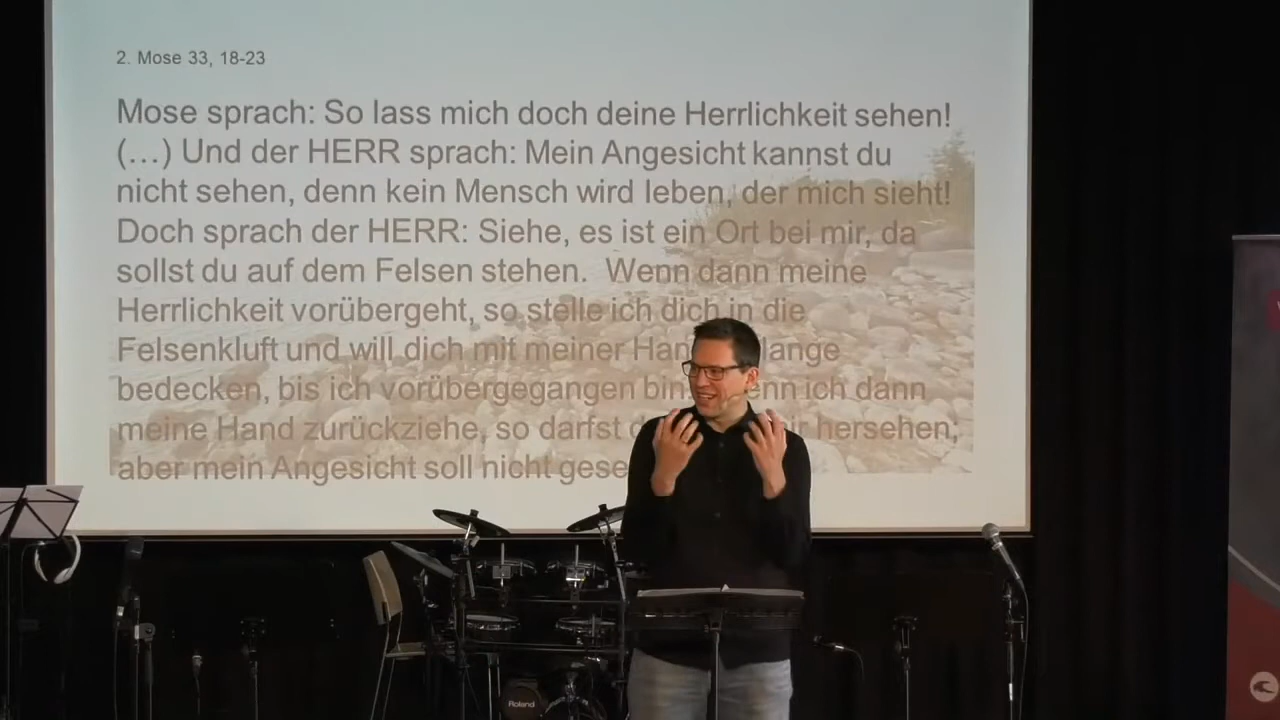 2. Mose 33, 18-23
Mose sprach: So lass mich doch deine Herrlichkeit sehen!
(…) Und der HERR sprach: Mein Angesicht kannst du
nicht sehen, denn kein Mensch wird leben, der mich sieht!
Doch sprach der HERR: Siehe, es ist ein Ort bei mir, da
sollst du auf dem Felsen stehen. Wenn dann meine
Herrlichkeit vorübergeht, so stelle ich dich in die
Felsenkluft und will dich mit meiner lange
bedecken, bis ich vorübergegangen bin. ich dann
meine Hand zurückziehe, so darfst hersehen;
aber mein Angesicht soll nicht
Roland